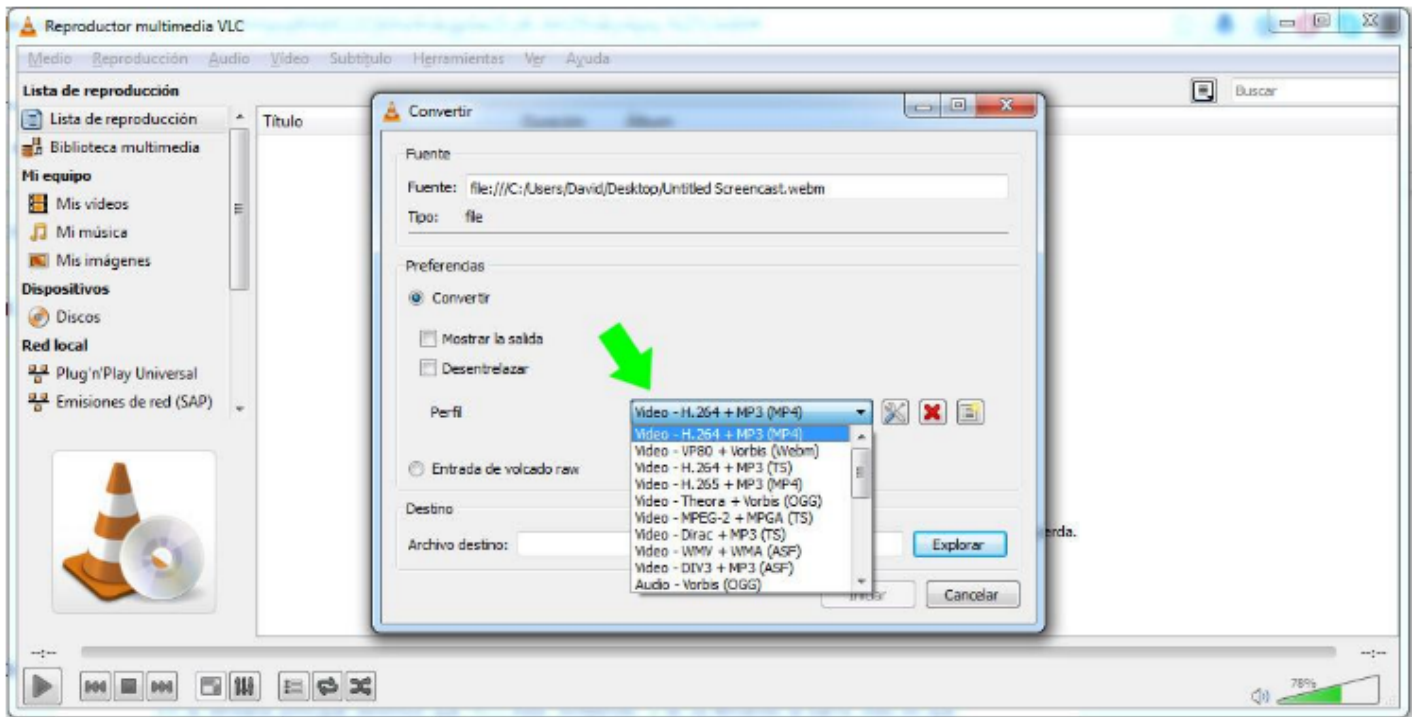 Reproductor multimedia VLC
Medio Reproducción Audio Vídeo Subtítulo Herramientas Ver Ayuda
Lista de reproducción
Buscar
Lista de reproducción
Título
Biblioteca multimedia
Mi equipo
Mis vídeos
Mi música
Mis imágenes
Dispositivos
Discos
Red local
Plug'n'Play Universal
Emisiones de red (SAP)
Convertir
Fuente
Fuente: file:///C:/Users/David/Desktop/Untitled Screencast.webm
Tipo: file
Preferencias
Convertir
Mostrar la salida
Desentrelazar
Perfil
Video - H.264 + MP3 (MP4)
Video - H.264 + MP3 (MP4)
Video - VP80 + Vorbis (Webm)
Video - H.264 + MP3 (TS)
Video - H.265 + MP3 (MP4)
Video - Theora + Vorbis (OGG)
Video - MPEG-2 + MPGA (TS)
Video - Dirac + MP3 (TS)
Video - WMV + WMA (ASF)
Video - DIV3 + MP3 (ASF)
Audio - Vorbis (OGG)
Entrada de volcado raw
Destino
Archivo destino:
Explorar
Cancelar
erda.
--:--
--:--
78%